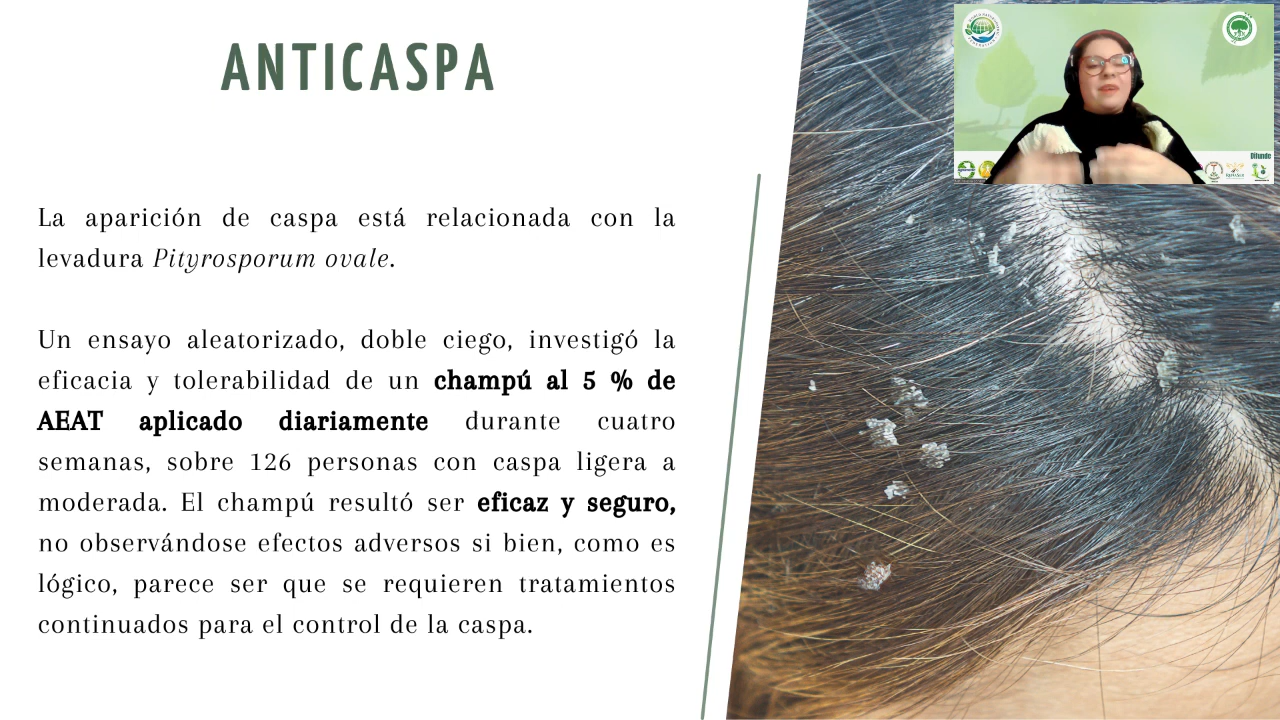 ANTICASPA
La aparición de caspa está relacionada con la
levadura Pityrosporum ovale.
Un ensayo aleatorizado, doble ciego, investigó la
eficacia y tolerabilidad de un champú al 5 % de
AEAT aplicado diariamente durante cuatro
semanas, sobre 126 personas con caspa ligera a
moderada. El champú resultó ser eficaz y seguro,
no observándose efectos adversos si bien, como es
lógico, parece ser que se requieren tratamientos
continuados para el control de la caspa.
Difunde